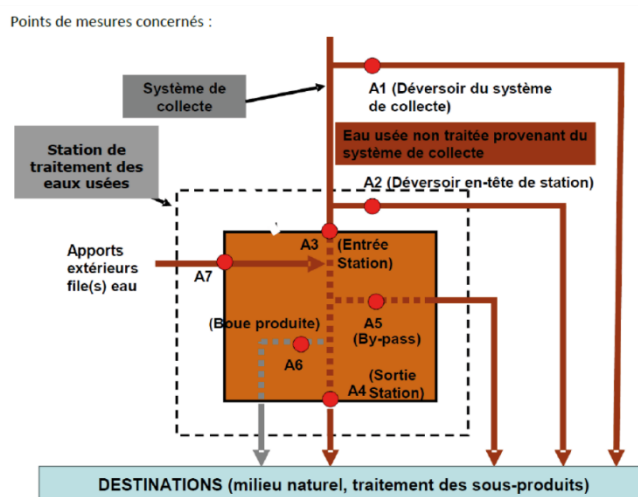 Points de mesures concernés :
Système de
collecte
A1 (Déversoir du système
de collecte)
Eau usée non traitée provenant du
système de collecte
Station de
traitement des
eaux usées
A2 (Déversoir en-tête de station)
A3
(Entrée
Station)
Apports
extérieurs
file(s) eau
A7
(Boue produite)
A5
(By-pass)
A6
(Sortie
Station)
A4
DESTINATIONS (milieu naturel, traitement des sous-produits)